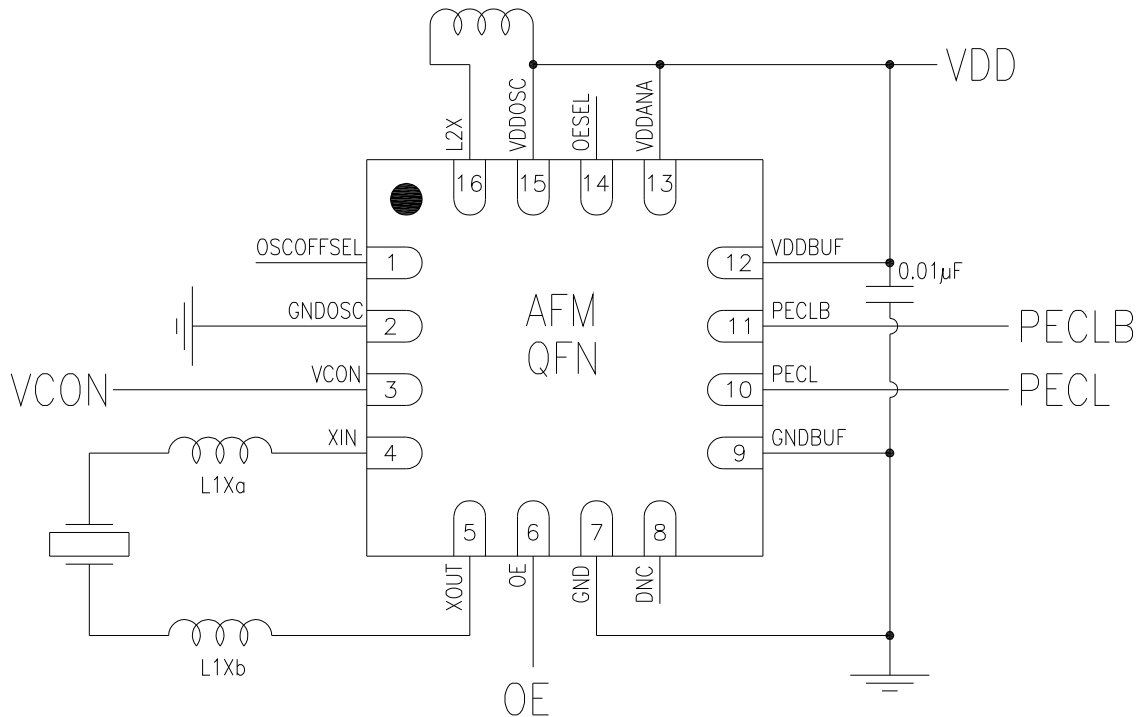 VDD
L2X
VDDOSC
OESEL
VDDANA
16
15
14
13
OSCOFFSEL
1
12
VDDBUF
0.01µF
GNDOSC
2
AFM
QFN
11
PECLB
PECLB
VCON
VCON
3
10
PECL
PECL
XIN
4
9
GNDBUF
L1Xa
5
6
7
8
XOUT
OE
GND
DNC
L1Xb
OE